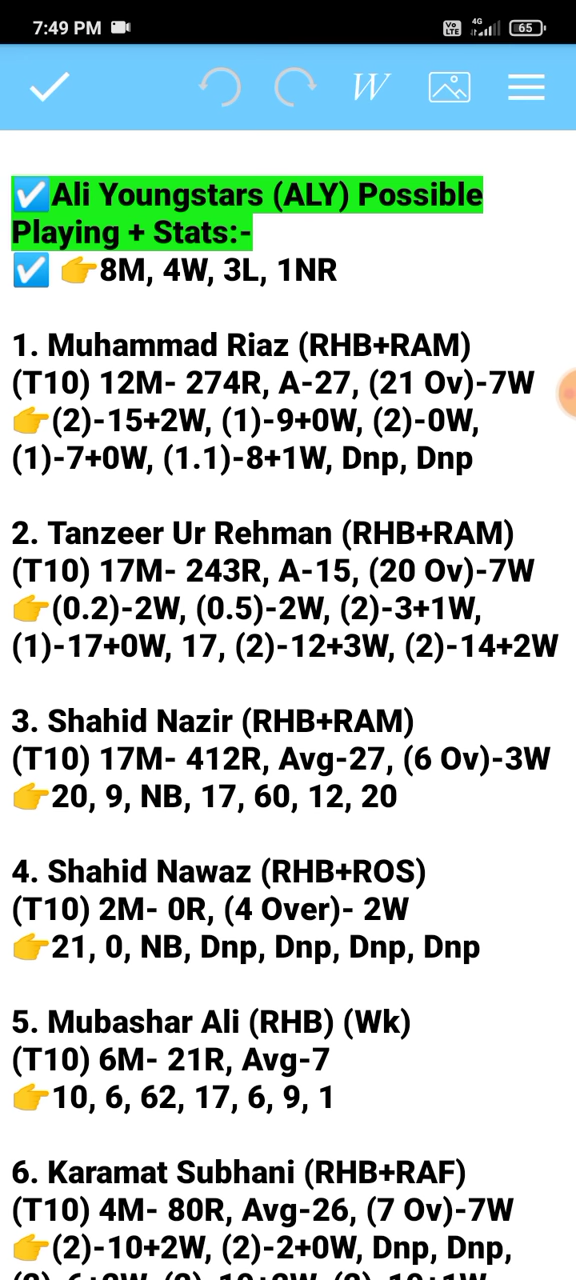 7:49 PM
Vo LTE 4G 65
W
✅Ali Youngstars (ALY) Possible
Playing + Stats:-
✅ 👉8M, 4W, 3L, 1NR
1. Muhammad Riaz (RHB+RAM)
(T10) 12M- 274R, A-27, (21 Ov)-7W
👉(2)-15+2W, (1)-9+0W, (2)-0W,
(1)-7+0W, (1.1)-8+1W, Dnp, Dnp
2. Tanzeer Ur Rehman (RHB+RAM)
(T10) 17M- 243R, A-15, (20 Ov)-7W
👉(0.2)-2W, (0.5)-2W, (2)-3+1W,
(1)-17+0W, 17, (2)-12+3W, (2)-14+2W
3. Shahid Nazir (RHB+RAM)
(T10) 17M- 412R, Avg-27, (6 Ov)-3W
👉20, 9, NB, 17, 60, 12, 20
4. Shahid Nawaz (RHB+ROS)
(T10) 2M- 0R, (4 Over)- 2W
👉21, 0, NB, Dnp, Dnp, Dnp, Dnp
5. Mubashar Ali (RHB) (Wk)
(T10) 6M- 21R, Avg-7
👉10, 6, 62, 17, 6, 9, 1
6. Karamat Subhani (RHB+RAF)
(T10) 4M- 80R, Avg-26, (7 Ov)-7W
👉(2)-10+2W, (2)-2+0W, Dnp, Dnp,